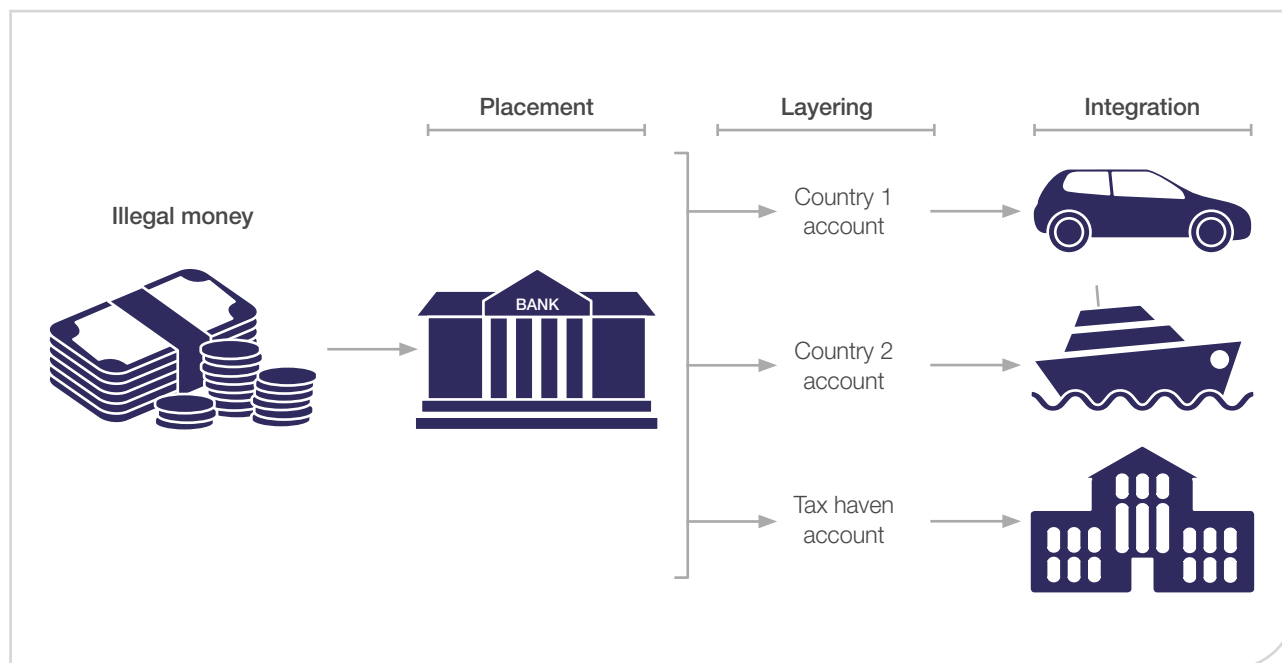 Placement
Layering
Integration
Illegal money
BANK
Country 1
account
Country 2
account
Tax haven
account